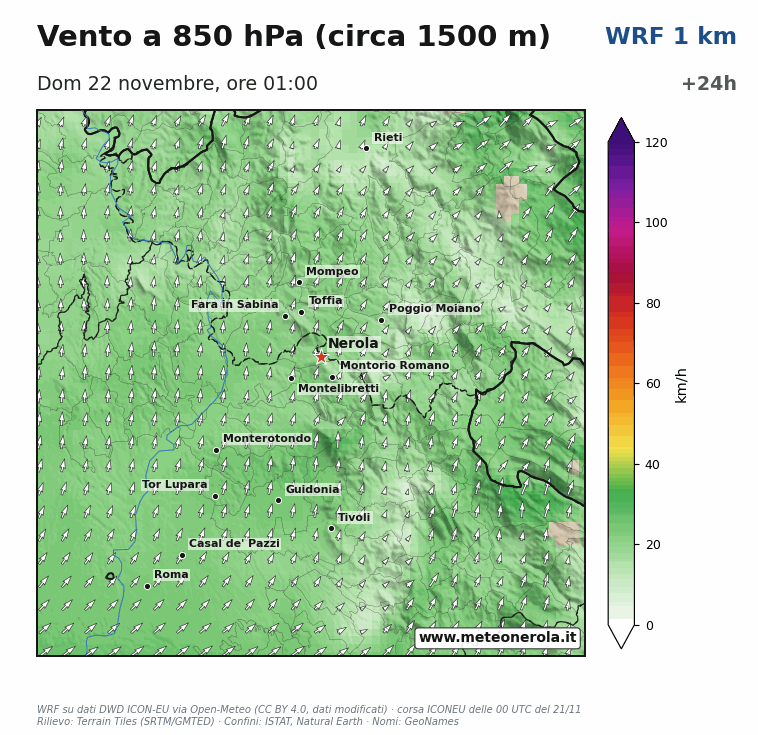 Vento a 850 hPa (circa 1500 m)
WRF 1 km
Dom 22 novembre, ore 01:00
+24h
Rieti
Mompeo
Fara in Sabina
Toffia
Poggio Moiano
Nerola
Montorio Romano
Montelibretti
Monterotondo
Tor Lupara
Guidonia
Tivoli
Casal de' Pazzi
Roma
www.meteonerola.it
120
100
80
60
40
20
0
km/h
WRF su dati DWD ICON-EU via Open-Meteo (CC BY 4.0, dati modificati) · corsa ICONEU delle 00 UTC del 21/11
Rilievo: Terrain Tiles (SRTM/GMTED) · Confini: ISTAT, Natural Earth · Nomi: GeoNames